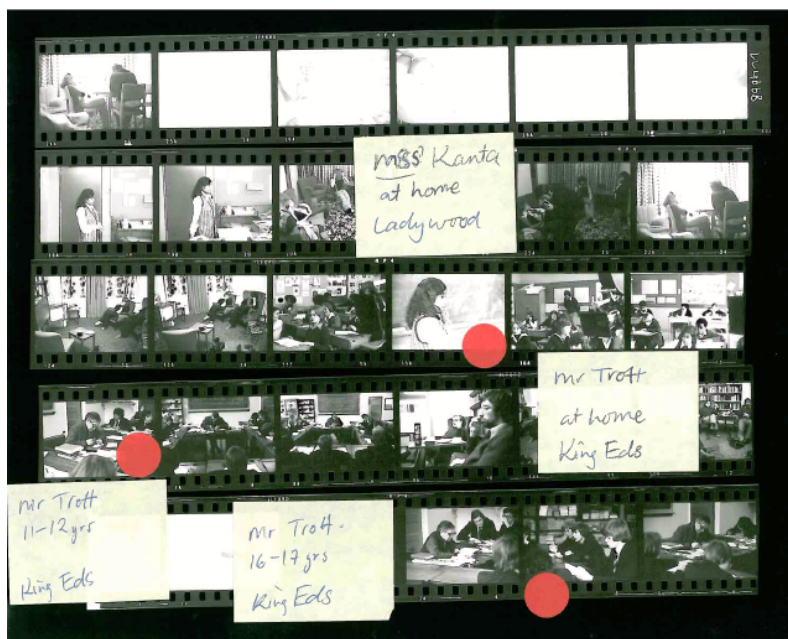 miss Kanta
at home
Ladywood
mr Trott
at home
King Eds
mr Trott
11-12 yrs
King Eds
mr Trott.
16-17 yrs
King Eds